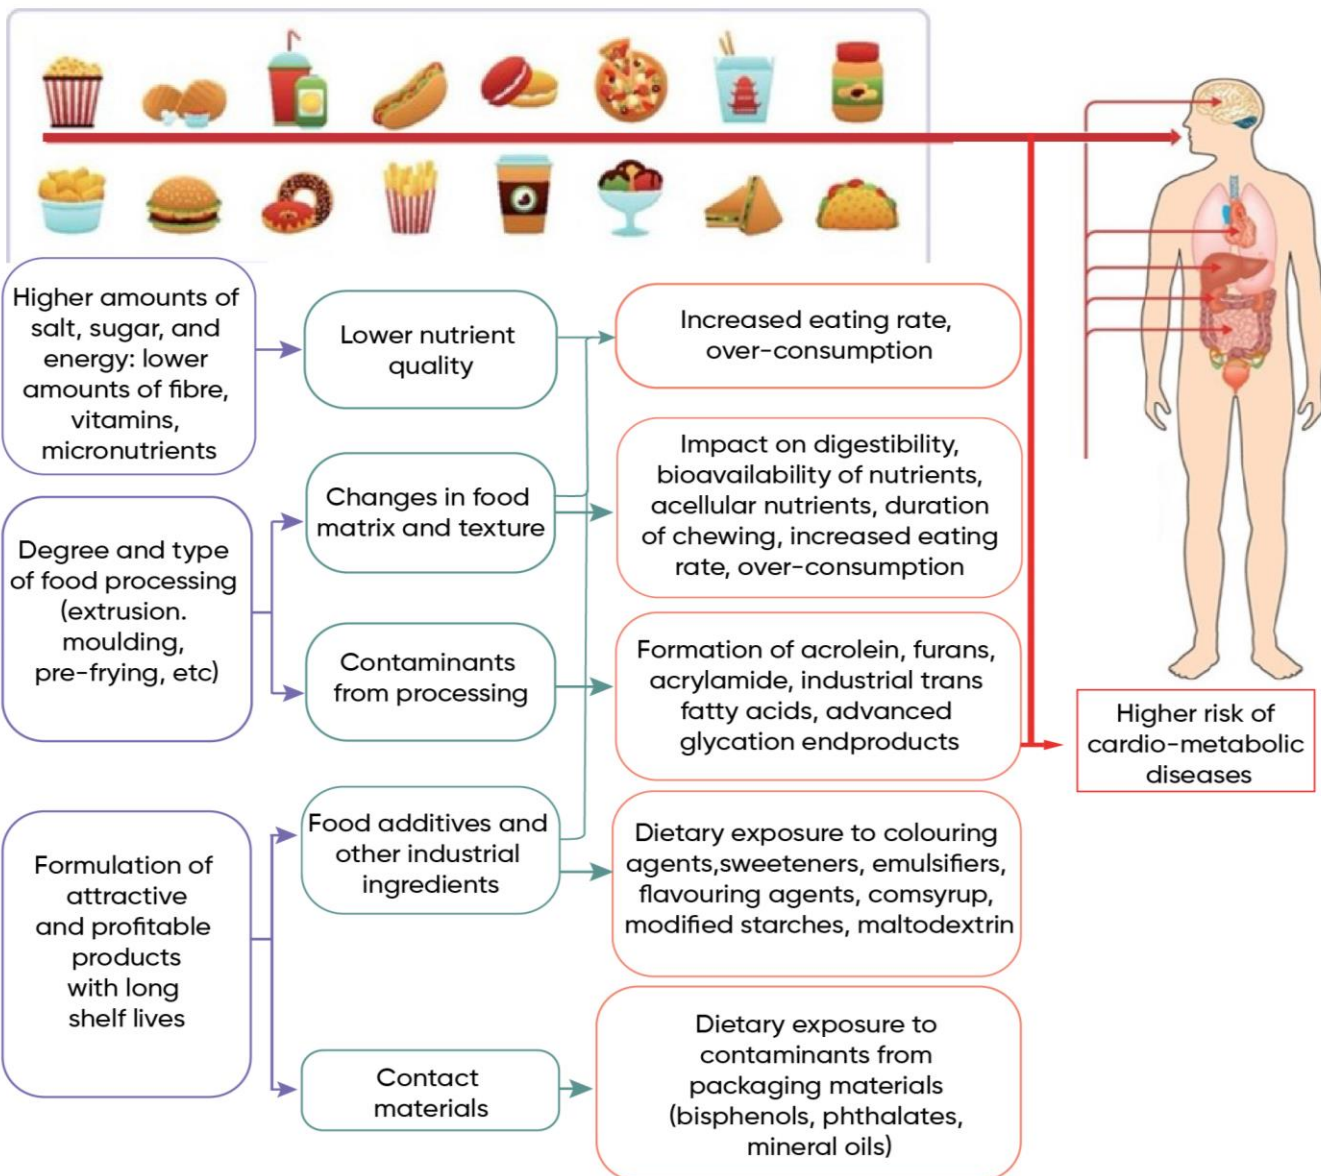 Higher amounts of
salt, sugar, and
energy: lower
amounts of fibre,
vitamins,
micronutrients
Lower nutrient
quality
Increased eating rate,
over-consumption
Degree and type
of food processing
(extrusion.
moulding,
pre-frying, etc)
Changes in food
matrix and texture
Impact on digestibility,
bioavailability of nutrients,
acellular nutrients, duration
of chewing, increased eating
rate, over-consumption
Contaminants
from processing
Formation of acrolein, furans,
acrylamide, industrial trans
fatty acids, advanced
glycation endproducts
Higher risk of
cardio-metabolic
diseases
Formulation of
attractive
and profitable
products
with long
shelf lives
Food additives and
other industrial
ingredients
Dietary exposure to colouring
agents,sweeteners, emulsifiers,
flavouring agents, comsyrup,
modified starches, maltodextrin
Contact
materials
Dietary exposure to
contaminants from
packaging materials
(bisphenols, phthalates,
mineral oils)